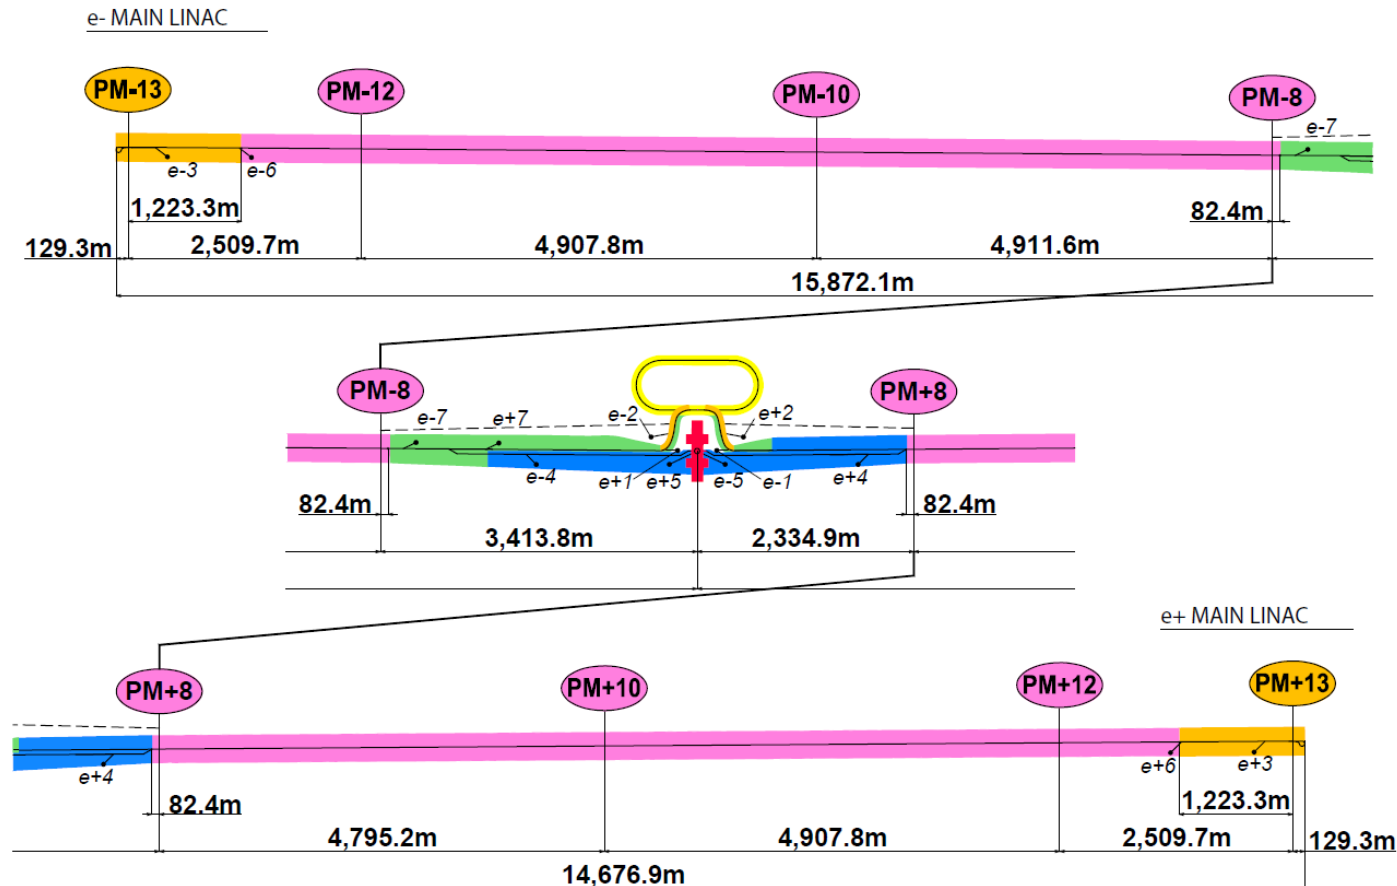 e- MAIN LINAC
PM-13
PM-12
PM-10
PM-8
e-7
e-3
e-6
1,223.3m
82.4m
129.3m
2,509.7m
4,907.8m
4,911.6m
15,872.1m
PM-8
PM+8
e-7
e+7
e-2
e+2
e-4
e+1
e+5
e-5
e-1
e+4
82.4m
82.4m
3,413.8m
2,334.9m
e+ MAIN LINAC
PM+8
PM+10
PM+12
PM+13
e+4
e+6
e+3
82.4m
1,223.3m
4,795.2m
4,907.8m
2,509.7m
129.3m
14,676.9m